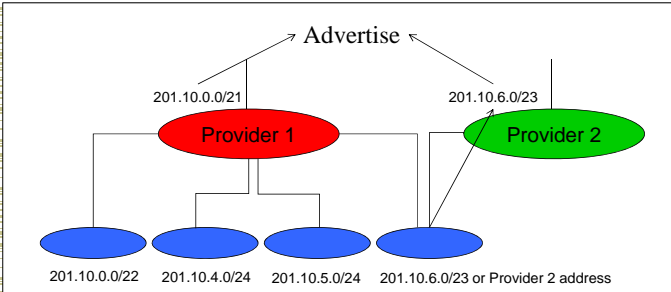 Advertise
201.10.0.0/21
201.10.6.0/23
Provider 1
Provider 2
201.10.0.0/22
201.10.4.0/24
201.10.5.0/24
201.10.6.0/23 or Provider 2 address